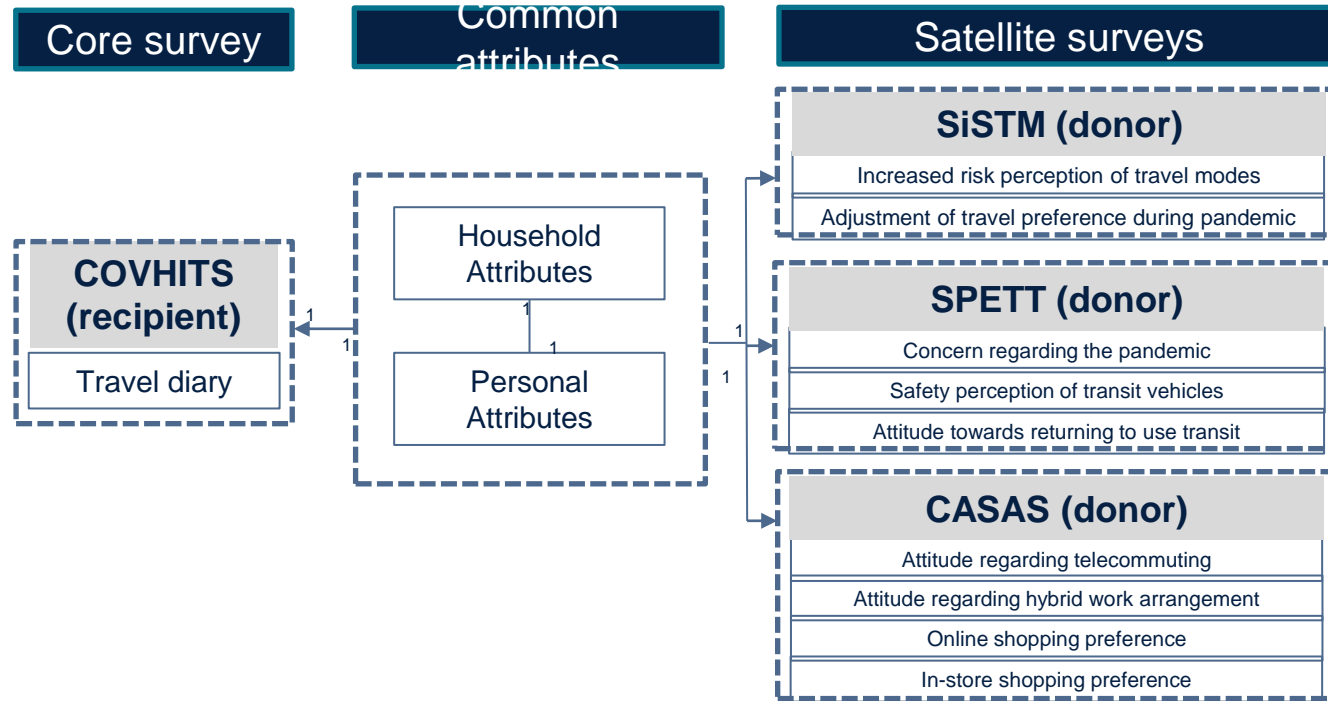 Core survey
Common
attributes
Satellite surveys
COVHITS
(recipient)
Travel diary
1
1
Household
Attributes
1
1
Personal
Attributes
1
1
SiSTM (donor)
Increased risk perception of travel modes
Adjustment of travel preference during pandemic
SPETT (donor)
Concern regarding the pandemic
Safety perception of transit vehicles
Attitude towards returning to use transit
CASAS (donor)
Attitude regarding telecommuting
Attitude regarding hybrid work arrangement
Online shopping preference
In-store shopping preference